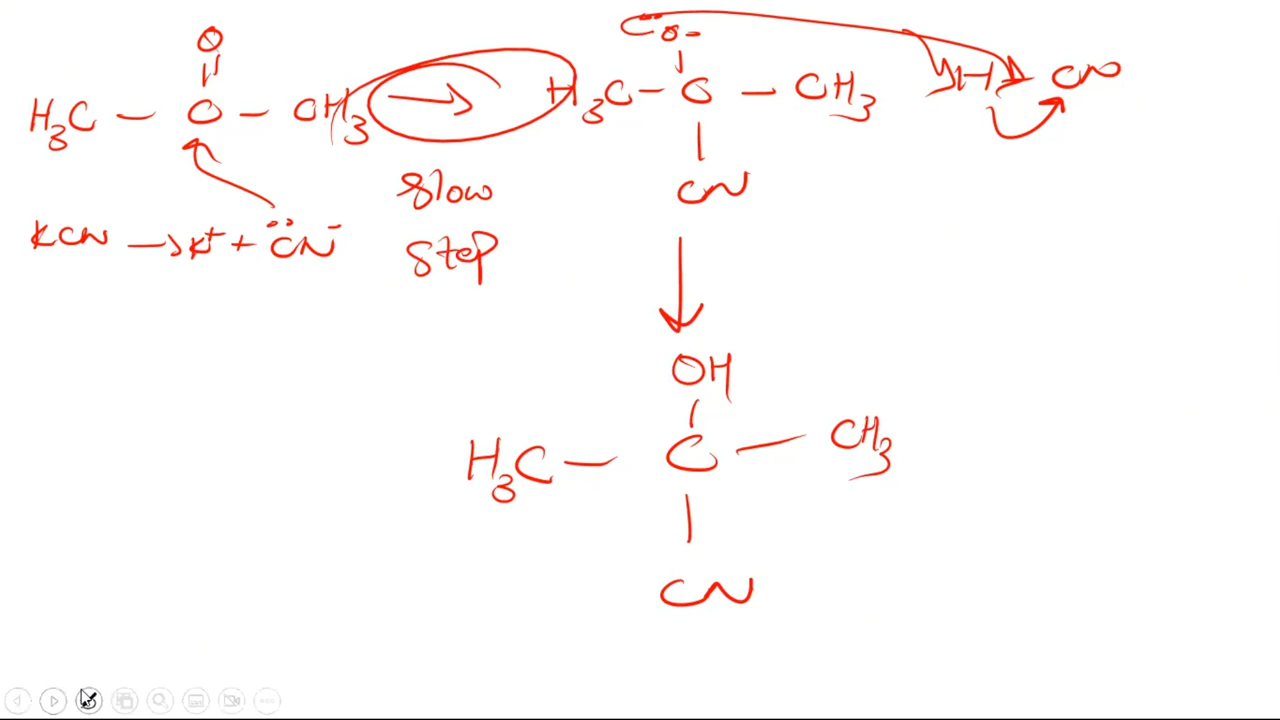 O
H3C – C – CH3
KCN → K+ + CN-
slow
step
O-
H3C – C – CH3
CN
H – CN
OH
H3C – C – CH3
CN